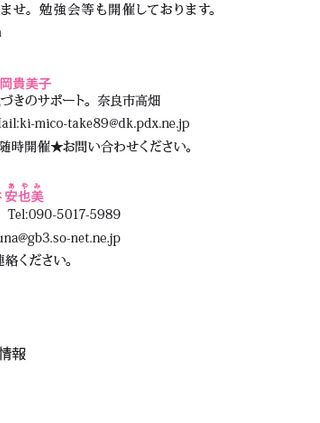 ませ。勉強会等も開催しております。
岡貴美子
づきのサポート。奈良市高畑
ail:ki-mico-take89@dk.pdx.ne.jp
随時開催★お問い合わせください。
あやみ
安也美
Tel:090-5017-5989
una@gb3.so-net.ne.jp
連絡ください。
情報